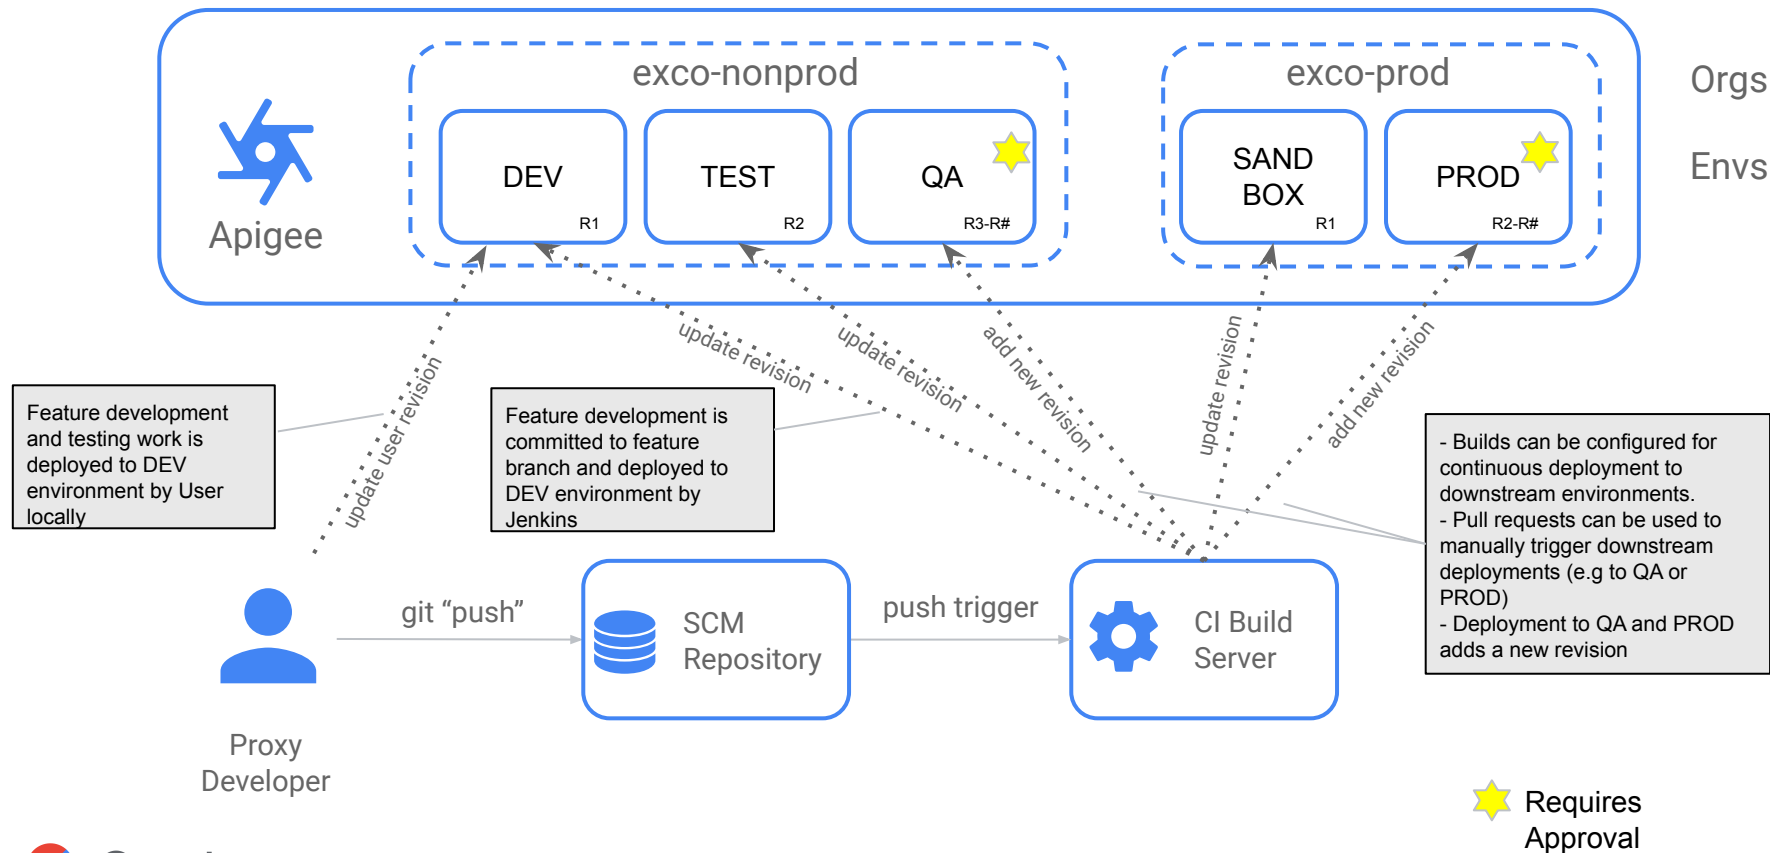 exco-nonprod
exco-prod
Orgs
Envs
Apigee
DEV
R1
TEST
R2
QA
R3-R#
SAND
BOX
R1
PROD
R2-R#
update user revision
update revision
update revision
add new revision
update revision
add new revision
Feature development
and testing work is
deployed to DEV
environment by User
locally
Feature development is
committed to feature
branch and deployed to
DEV environment by
Jenkins
- Builds can be configured for
continuous deployment to
downstream environments.
- Pull requests can be used to
manually trigger downstream
deployments (e.g to QA or
PROD)
- Deployment to QA and PROD
adds a new revision
git “push”
SCM
Repository
push trigger
CI Build
Server
Proxy
Developer
Requires
Approval